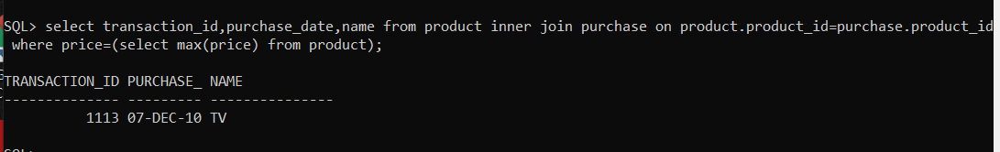 SQL> select transaction_id,purchase_date,name from product inner join purchase on product.product_id=purchase.product_id
 where price=(select max(price) from product);
TRANSACTION_ID PURCHASE_ NAME
-------------- --------- ---------------
          1113 07-DEC-10 TV
SQL>